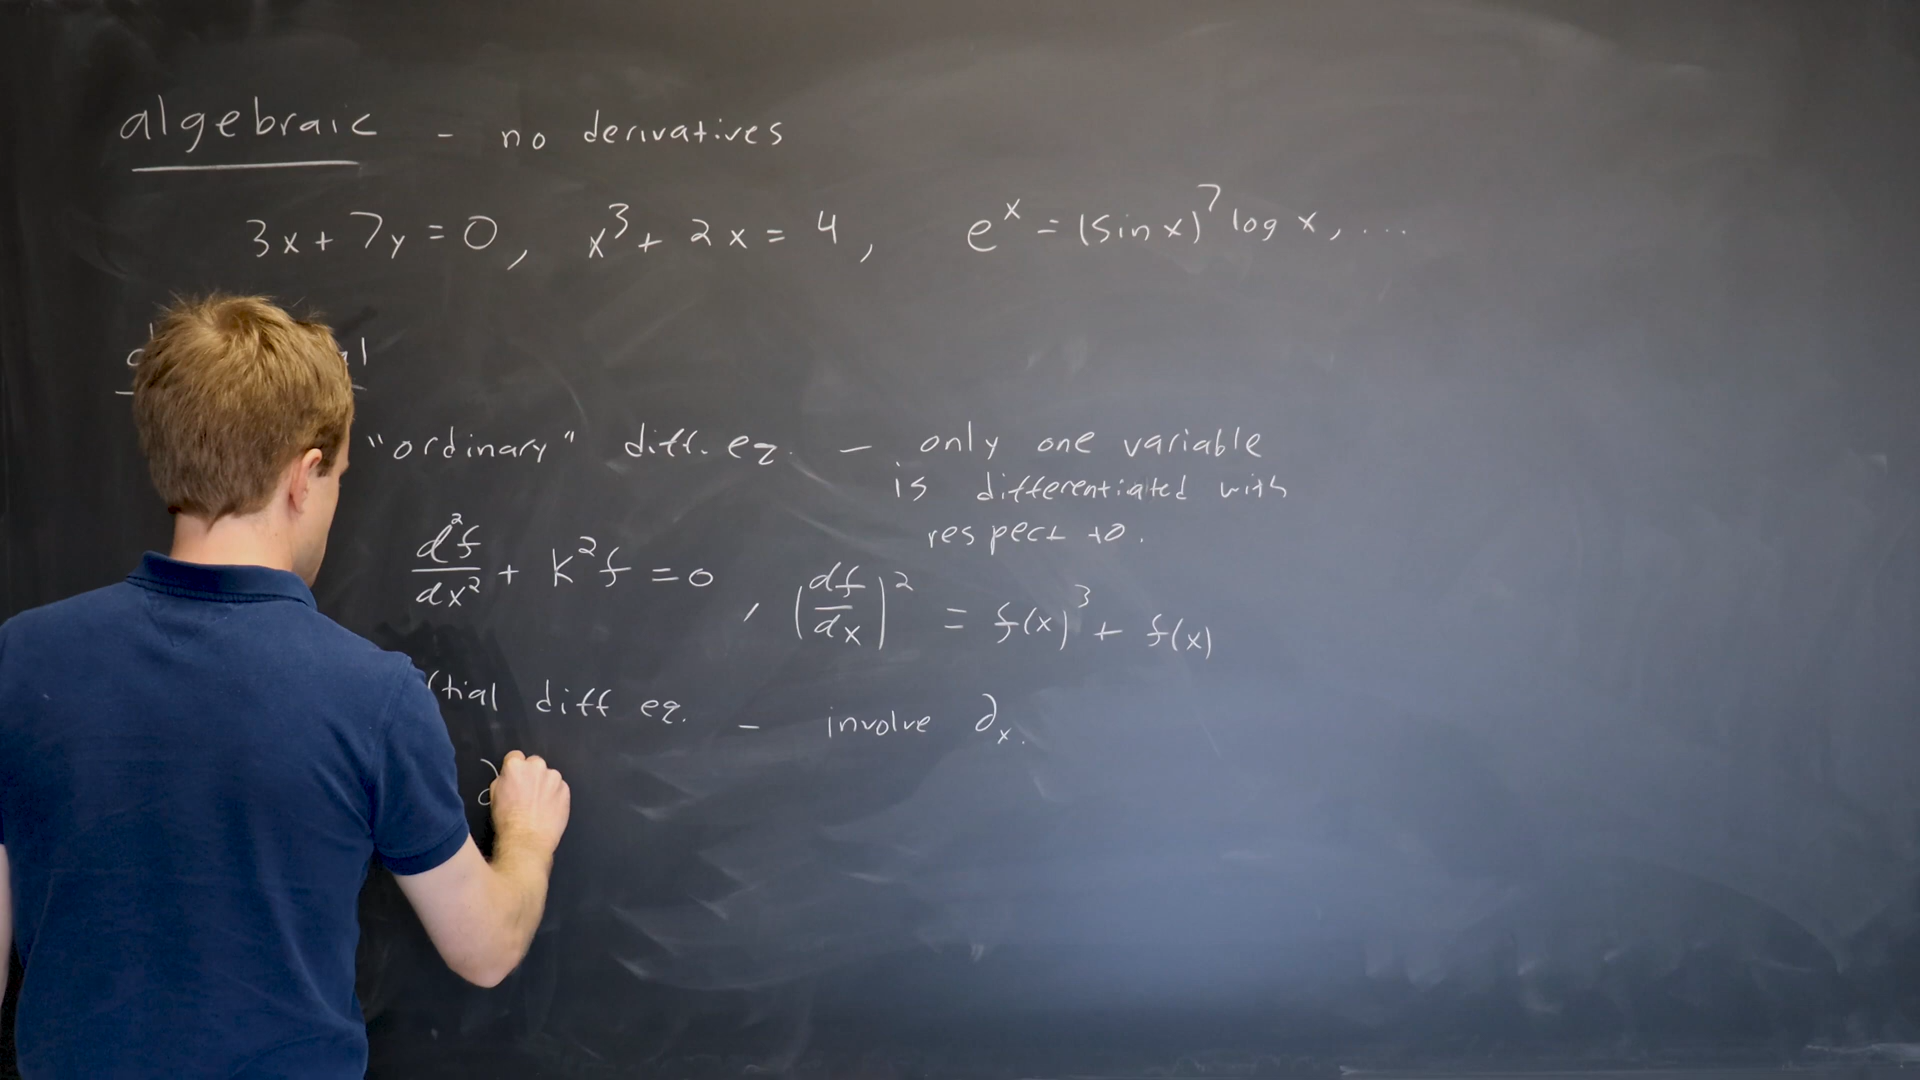 algebraic - no derivatives
3x + 7y = 0, x³ + 2x = 4, eˣ = (sin x)⁷ log x, ...
"ordinary" diff. eq. — only one variable
is differentiated with
respect to.
d²f/dx² + k²f = 0, (df/dx)² = f(x)³ + f(x)
tial diff eq. - involve ∂ₓ.
∂